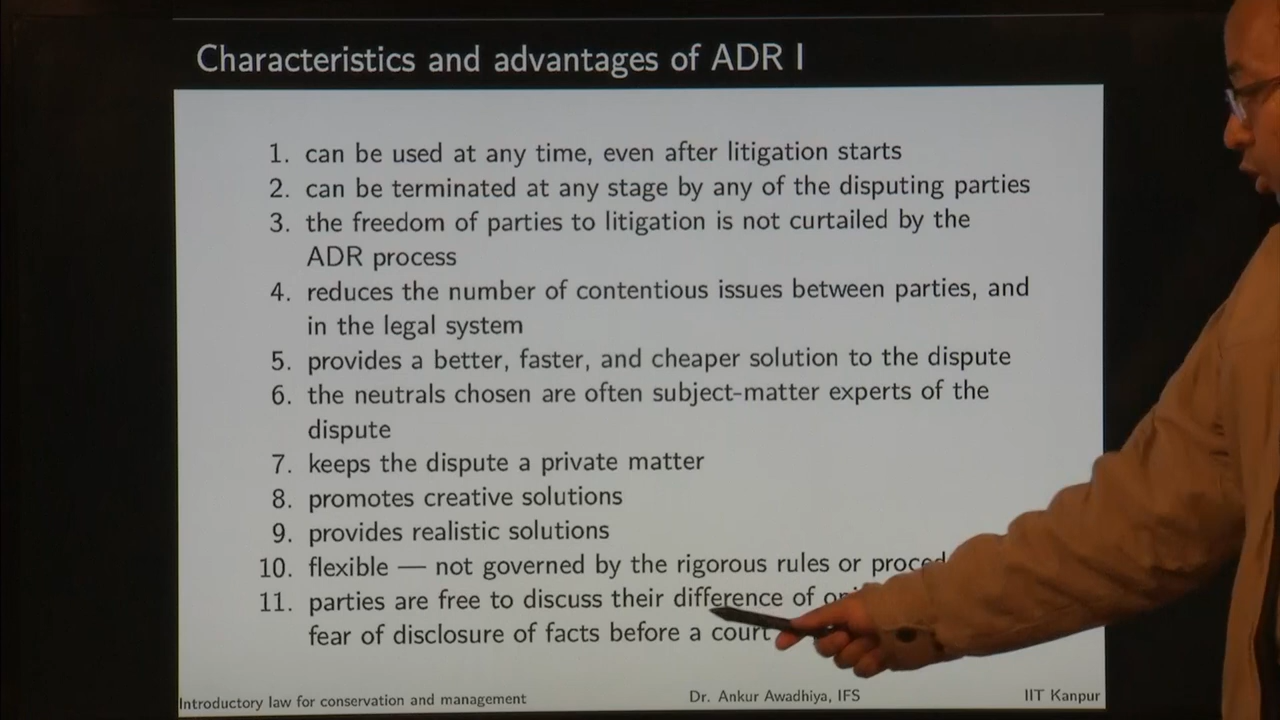 Characteristics and advantages of ADR I
1. can be used at any time, even after litigation starts
2. can be terminated at any stage by any of the disputing parties
3. the freedom of parties to litigation is not curtailed by the
ADR process
4. reduces the number of contentious issues between parties, and
in the legal system
5. provides a better, faster, and cheaper solution to the dispute
6. the neutrals chosen are often subject-matter experts of the
dispute
7. keeps the dispute a private matter
8. promotes creative solutions
9. provides realistic solutions
10. flexible — not governed by the rigorous rules or
11. parties are free to discuss their difference of
fear of disclosure of facts before a court
Introductory law for conservation and management Dr. Ankur Awadhiya, IFS IIT Kanpur